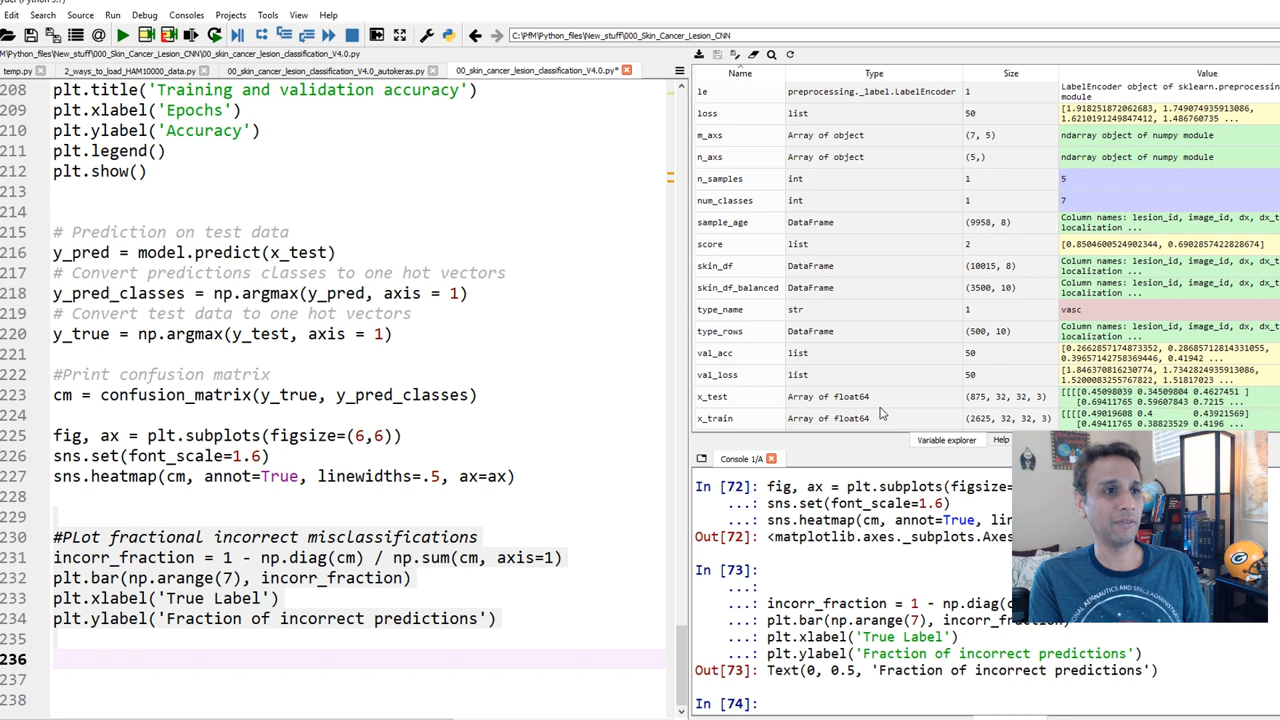 Search Source Run Debug Consoles Projects Tools View Help
C:\PfM\Python_files\New_stuff\000_Skin_Cancer_Lesion_CNN
M\Python_files\New_stuff\000_Skin_Cancer_Lesion_CNN\00_skin_cancer_lesion_classification_V4.0.py
temp.py 2_ways_to_load_HAM10000_data.py 00_skin_cancer_lesion_classification_V4.0_autokeras.py 00_skin_cancer_lesion_classification_V4.0.py*
208 plt.title('Training and validation accuracy')
209 plt.xlabel('Epochs')
210 plt.ylabel('Accuracy')
211 plt.legend()
212 plt.show()
213
214
215 # Prediction on test data
216 y_pred = model.predict(x_test)
217 # Convert predictions classes to one hot vectors
218 y_pred_classes = np.argmax(y_pred, axis = 1)
219 # Convert test data to one hot vectors
220 y_true = np.argmax(y_test, axis = 1)
221
222 #Print confusion matrix
223 cm = confusion_matrix(y_true, y_pred_classes)
224
225 fig, ax = plt.subplots(figsize=(6,6))
226 sns.set(font_scale=1.6)
227 sns.heatmap(cm, annot=True, linewidths=.5, ax=ax)
228
229
230 #PLot fractional incorrect misclassifications
231 incorr_fraction = 1 - np.diag(cm) / np.sum(cm, axis=1)
232 plt.bar(np.arange(7), incorr_fraction)
233 plt.xlabel('True Label')
234 plt.ylabel('Fraction of incorrect predictions')
235
236
237
238
Name Type Size Value
le preprocessing._label.LabelEncoder 1 LabelEncoder object of sklearn.preprocessing
module
loss list 50 [1.918251872062683, 1.749074935913086,
1.6210191249847412, 1.486760735 ...
m_axs Array of object (7, 5) ndarray object of numpy module
n_axs Array of object (5,) ndarray object of numpy module
n_samples int 1 5
num_classes int 1 7
sample_age DataFrame (9958, 8) Column names: lesion_id, image_id, dx, dx_t
localization ...
score list 2 [0.8504600524902344, 0.6902857422828674]
skin_df DataFrame (10015, 8) Column names: lesion_id, image_id, dx, dx_t
localization ...
skin_df_balanced DataFrame (3500, 10) Column names: lesion_id, image_id, dx, dx_t
localization ...
type_name str 1 vasc
type_rows DataFrame (500, 10) Column names: lesion_id, image_id, dx, dx_t
localization ...
val_acc list 50 [0.2662857174873352, 0.28685712814331055,
0.39657142758369446, 0.41942 ...
val_loss list 50 [1.846370816230774, 1.7342824935913086,
1.5200083255767822, 1.51817023 ...
x_test Array of float64 (875, 32, 32, 3) [[[[0.45098039 0.34509804 0.4627451 ]
[0.69411765 0.59607843 0.7215 ...
x_train Array of float64 (2625, 32, 32, 3) [[[[0.49019608 0.4 0.43921569]
[0.49411765 0.38823529 0.4196 ...
Variable explorer Help
Console 1/A
In [72]: fig, ax = plt.subplots(figsize=
...: sns.set(font_scale=1.6)
...: sns.heatmap(cm, annot=True, lin
Out[72]: <matplotlib.axes._subplots.Axes
In [73]:
...:
...: incorr_fraction = 1 - np.diag(c
...: plt.bar(np.arange(7), incorr_fraction)
...: plt.xlabel('True Label')
...: plt.ylabel('Fraction of incorrect predictions')
Out[73]: Text(0, 0.5, 'Fraction of incorrect predictions')
In [74]: